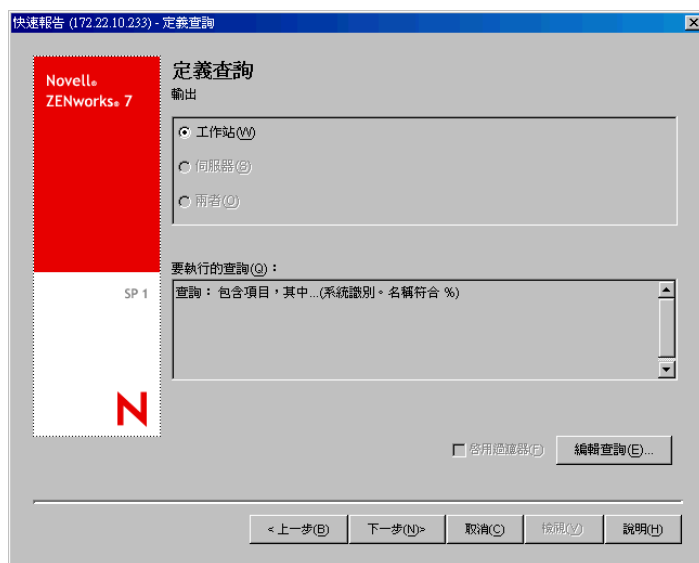 快速報告 (172.22.10.233) - 定義查詢
Novell®
ZENworks® 7
定義查詢
輸出
工作站(W)
伺服器(S)
兩者(O)
要執行的查詢(Q)：
SP 1
查詢： 包含項目，其中...(系統識別。名稱符合 %)
N
啓用過濾器(F)
編輯查詢(E)...
<上一步(B)
下一步(N)>
取消(C)
檢視(V)
說明(H)